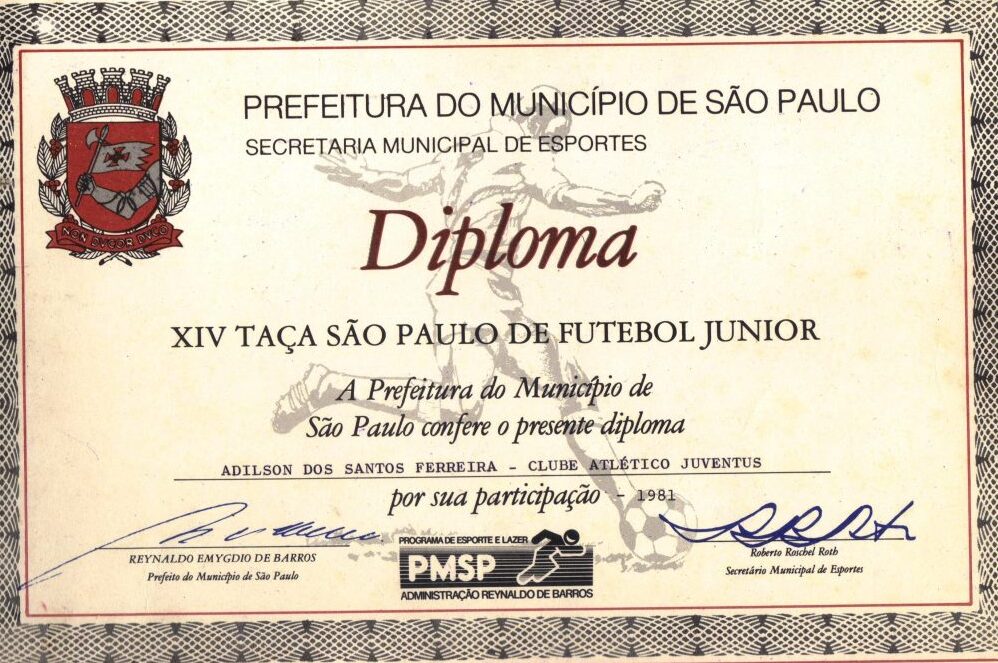 PREFEITURA DO MUNICÍPIO DE SÃO PAULO
SECRETARIA MUNICIPAL DE ESPORTES
NON DVCOR DVCO
Diploma
XIV TAÇA SÃO PAULO DE FUTEBOL JUNIOR
A Prefeitura do Município de
São Paulo confere o presente diploma
ADILSON DOS SANTOS FERREIRA - CLUBE ATLÉTICO JUVENTUS
por sua participação - 1981
REYNALDO EMYGDIO DE BARROS
Prefeito do Município de São Paulo
PROGRAMA DE ESPORTE E LAZER
PMSP
ADMINISTRAÇÃO REYNALDO DE BARROS
Roberto Roschel Roth
Secretário Municipal de Esportes